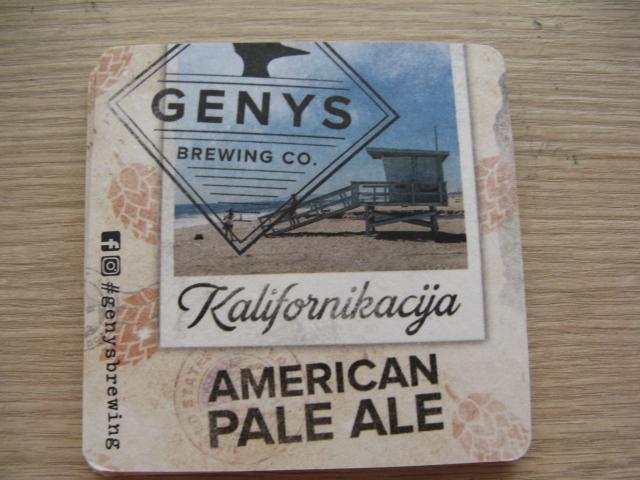 GENYS
BREWING CO.
Kalifornikacija
AMERICAN
PALE ALE
#genysbrewing